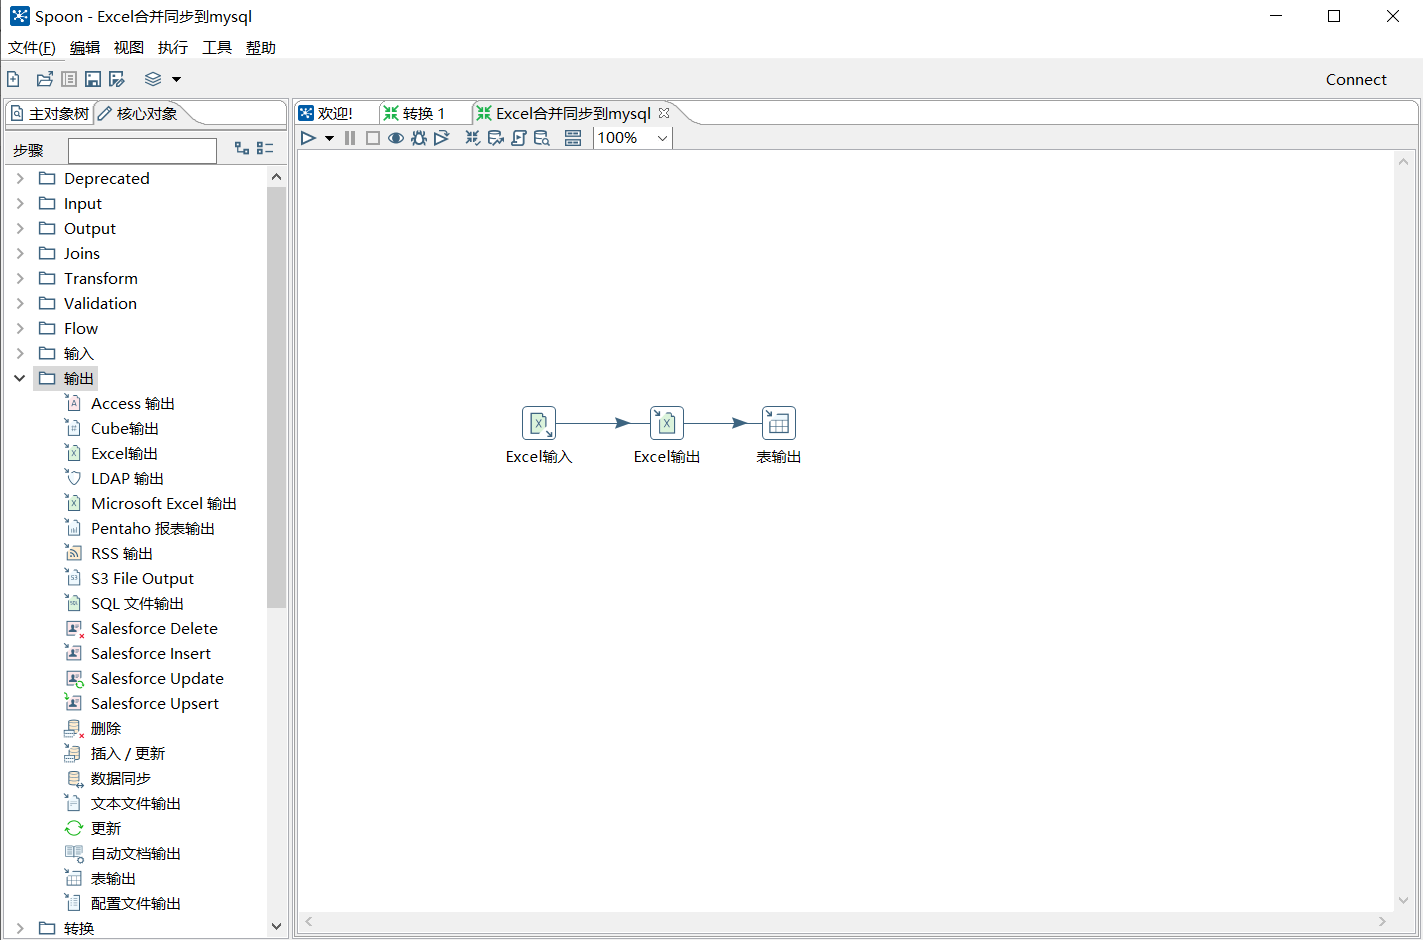 Spoon - Excel合并同步到mysql
文件(F) 编辑 视图 执行 工具 帮助
Connect
主对象树 核心对象
欢迎! 转换 1 Excel合并同步到mysql
100%
步骤
Deprecated
Input
Output
Joins
Transform
Validation
Flow
输入
输出
Access 输出
Cube输出
Excel输出
LDAP 输出
Microsoft Excel 输出
Pentaho 报表输出
RSS 输出
S3 File Output
SQL 文件输出
Salesforce Delete
Salesforce Insert
Salesforce Update
Salesforce Upsert
删除
插入 / 更新
数据同步
文本文件输出
更新
自动文档输出
表输出
配置文件输出
转换
Excel输入 Excel输出 表输出